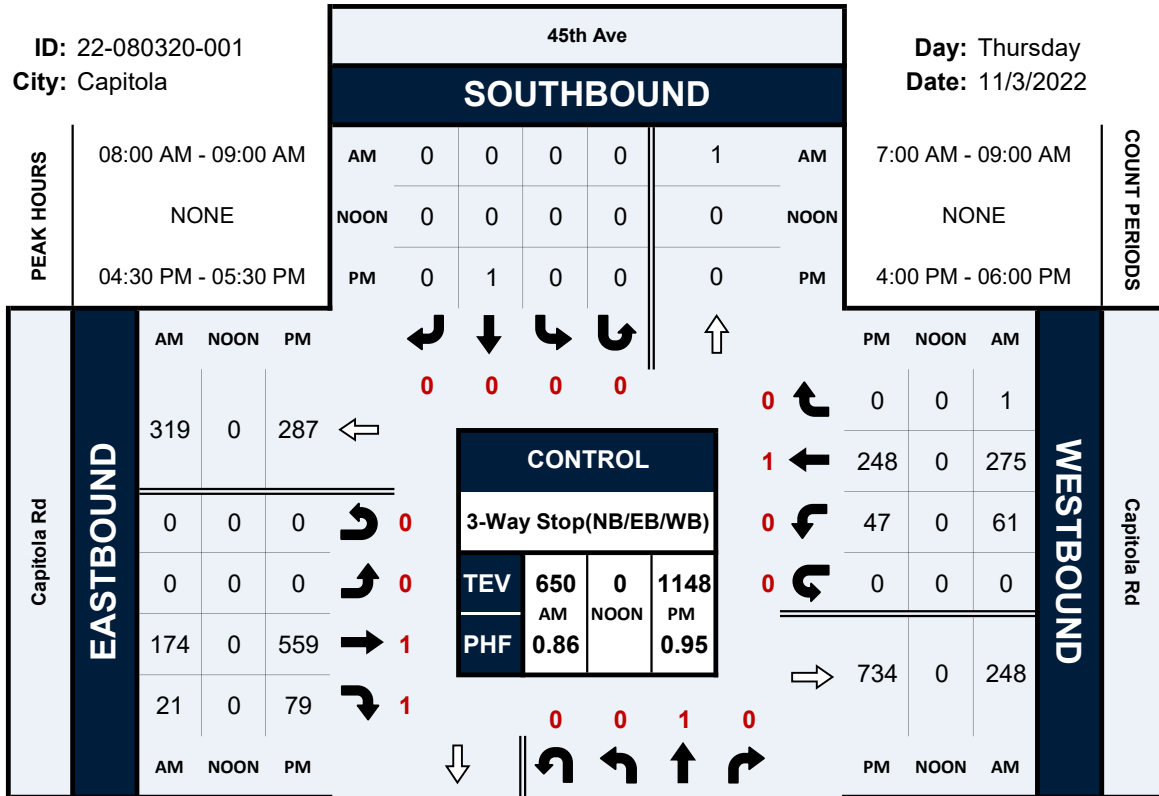 ID: 22-080320-001
City: Capitola
45th Ave
Day: Thursday
Date: 11/3/2022
SOUTHBOUND
PEAK HOURS
08:00 AM - 09:00 AM
NONE
04:30 PM - 05:30 PM
AM 0 0 0 0 1 AM
NOON 0 0 0 0 0 NOON
PM 0 1 0 0 0 PM
7:00 AM - 09:00 AM
NONE
4:00 PM - 06:00 PM
COUNT PERIODS
0 0 0 0
Capitola Rd
EASTBOUND
AM NOON PM
319 0 287
0 0 0 0
0 0 0 0
174 0 559 1
21 0 79 1
AM NOON PM
CONTROL
3-Way Stop(NB/EB/WB)
TEV 650 0 1148
AM NOON PM
PHF 0.86 0.95
PM NOON AM
0 0 0 1
1 248 0 275
0 47 0 61
0 0 0 0
734 0 248
PM NOON AM
WESTBOUND
Capitola Rd
0 0 1 0